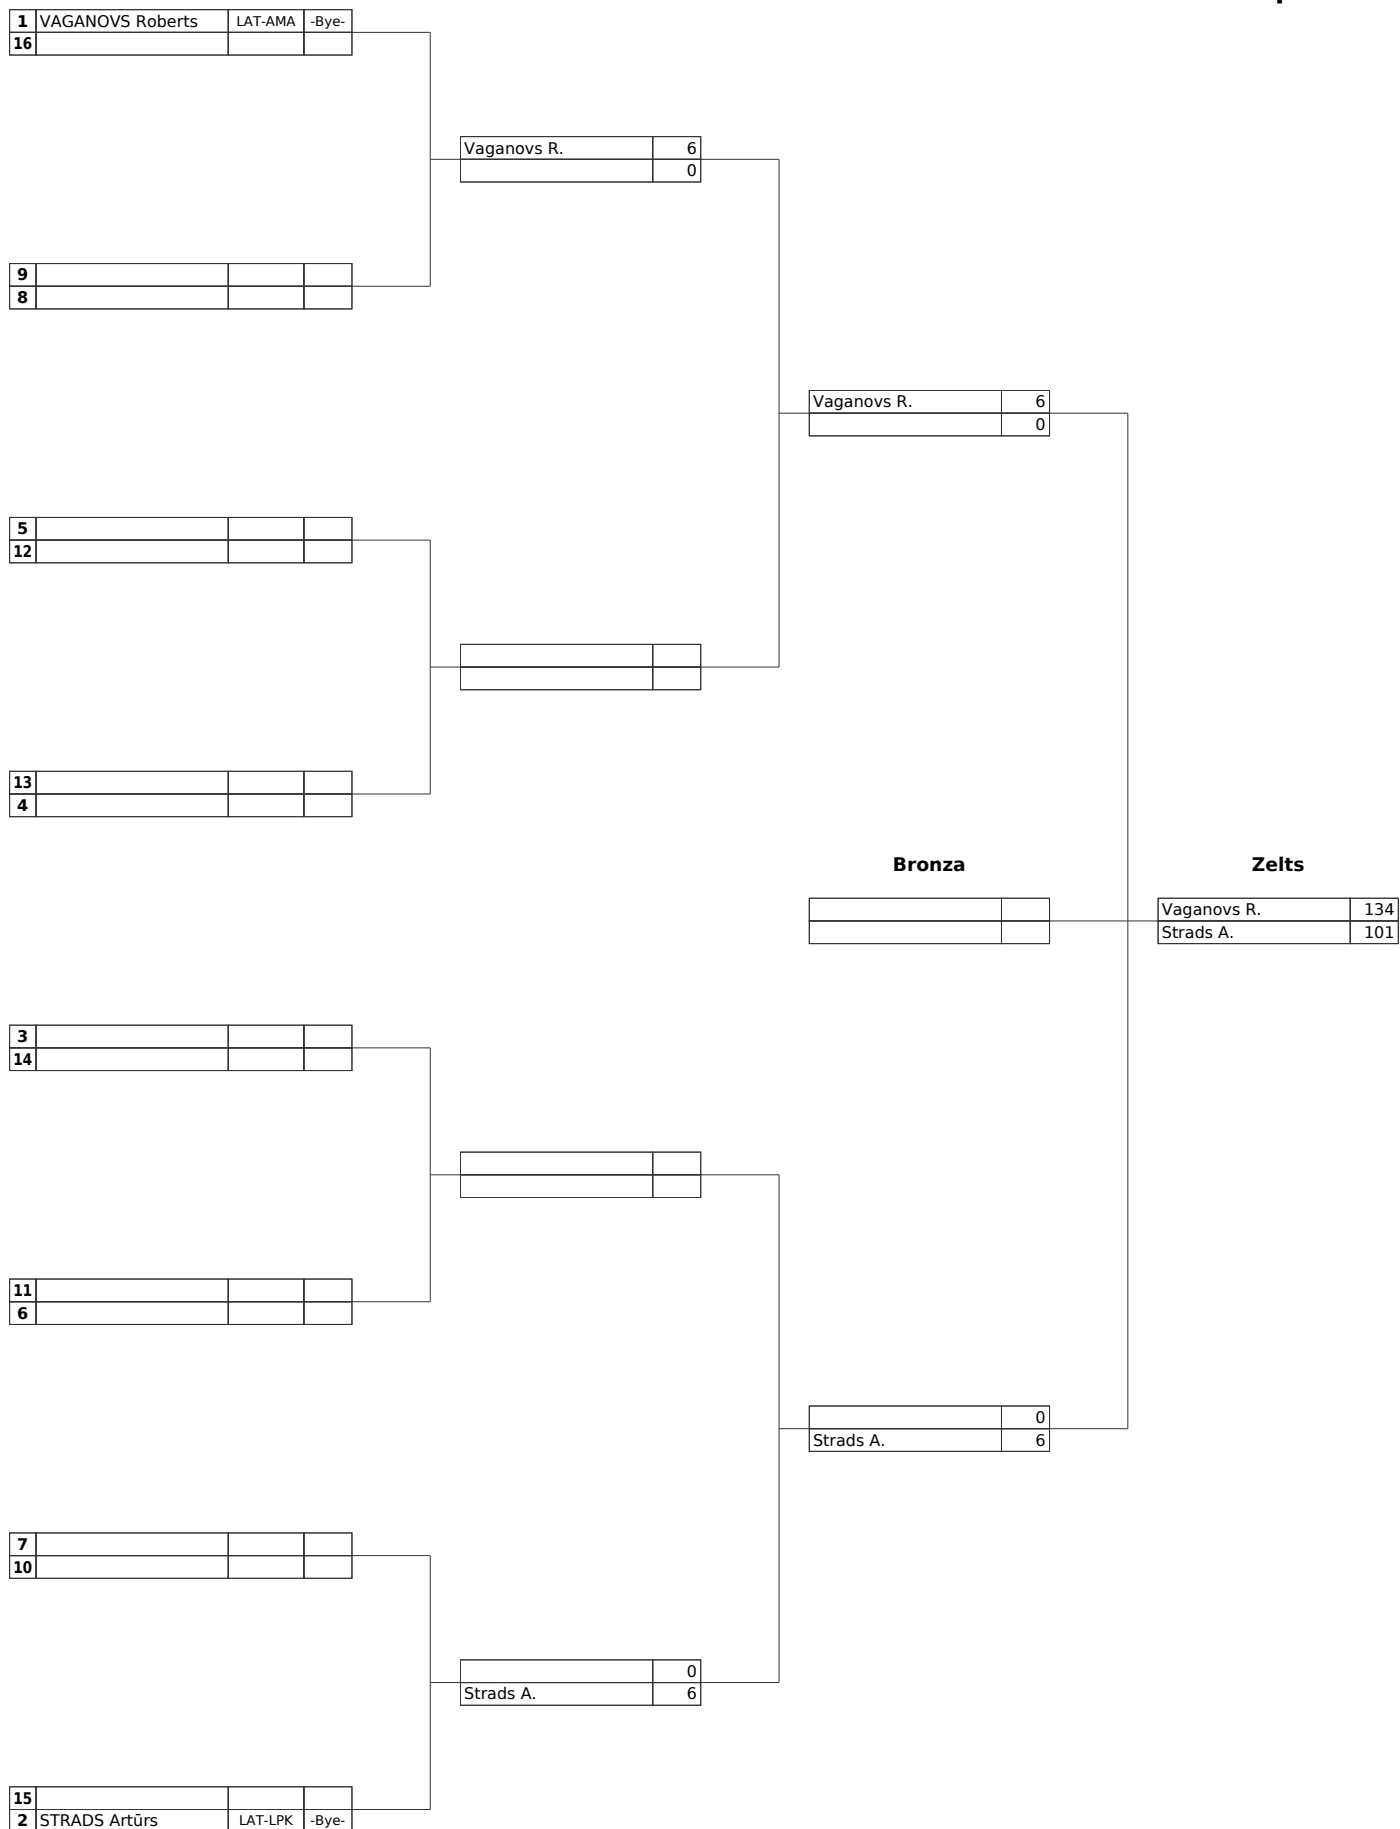 1 VAGANOVS Roberts LAT-AMA -Bye-
16
Vaganovs R. 6
0
9
8
Vaganovs R. 6
0
5
12
13
4
Bronza Zelts
Vaganovs R. 134
Strads A. 101
3
14
11
6
0
Strads A. 6
7
10
0
Strads A. 6
15
2 STRADS Artūrs LAT-LPK -Bye-